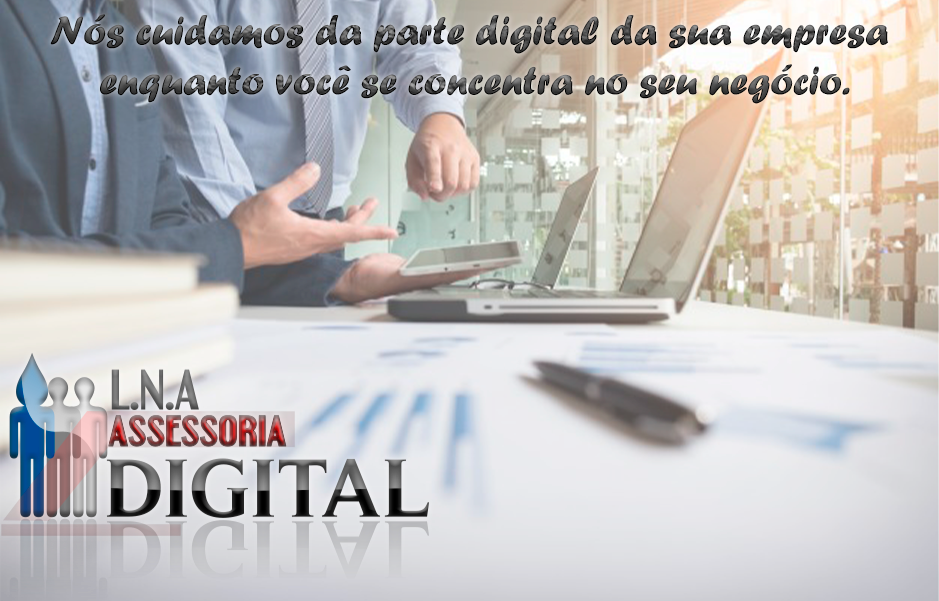 Nós cuidamos da parte digital da sua empresa
enquanto você se concentra no seu negócio.
L.N.A
ASSESSORIA
DIGITAL